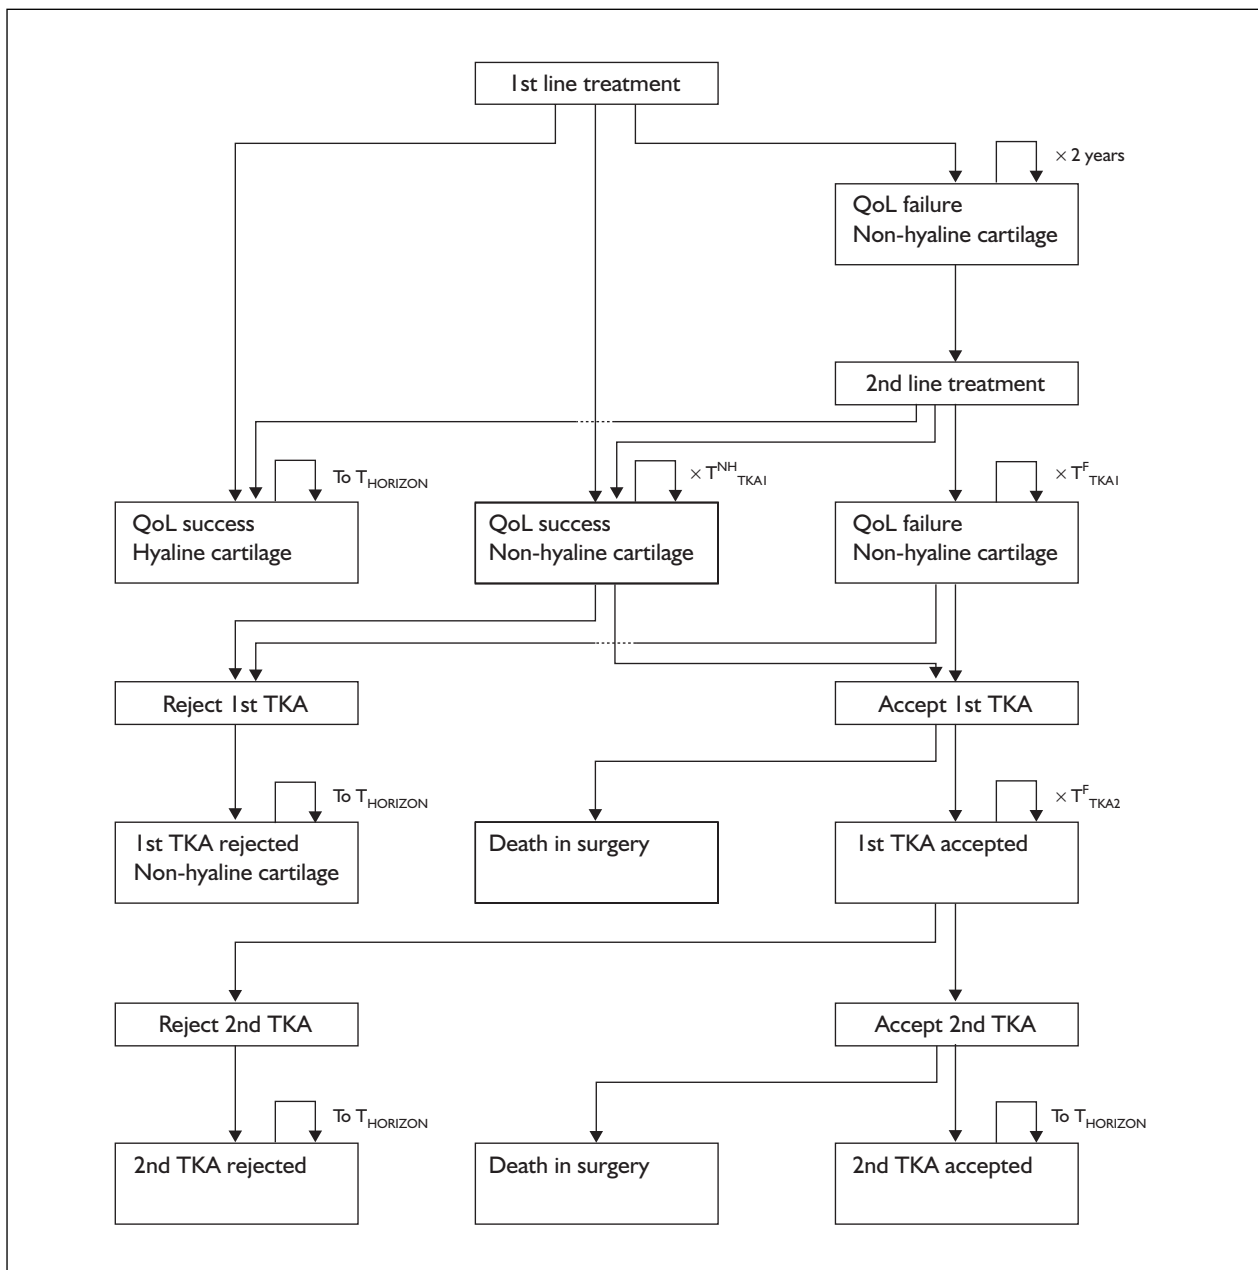 1st line treatment
× 2 years
QoL failure
Non-hyaline cartilage
2nd line treatment
To T_HORIZON
× T^NH_TKA1
× T^F_TKA1
QoL success
Hyaline cartilage
QoL success
Non-hyaline cartilage
QoL failure
Non-hyaline cartilage
Reject 1st TKA
Accept 1st TKA
To T_HORIZON
× T^F_TKA2
1st TKA rejected
Non-hyaline cartilage
Death in surgery
1st TKA accepted
Reject 2nd TKA
Accept 2nd TKA
To T_HORIZON
To T_HORIZON
2nd TKA rejected
Death in surgery
2nd TKA accepted